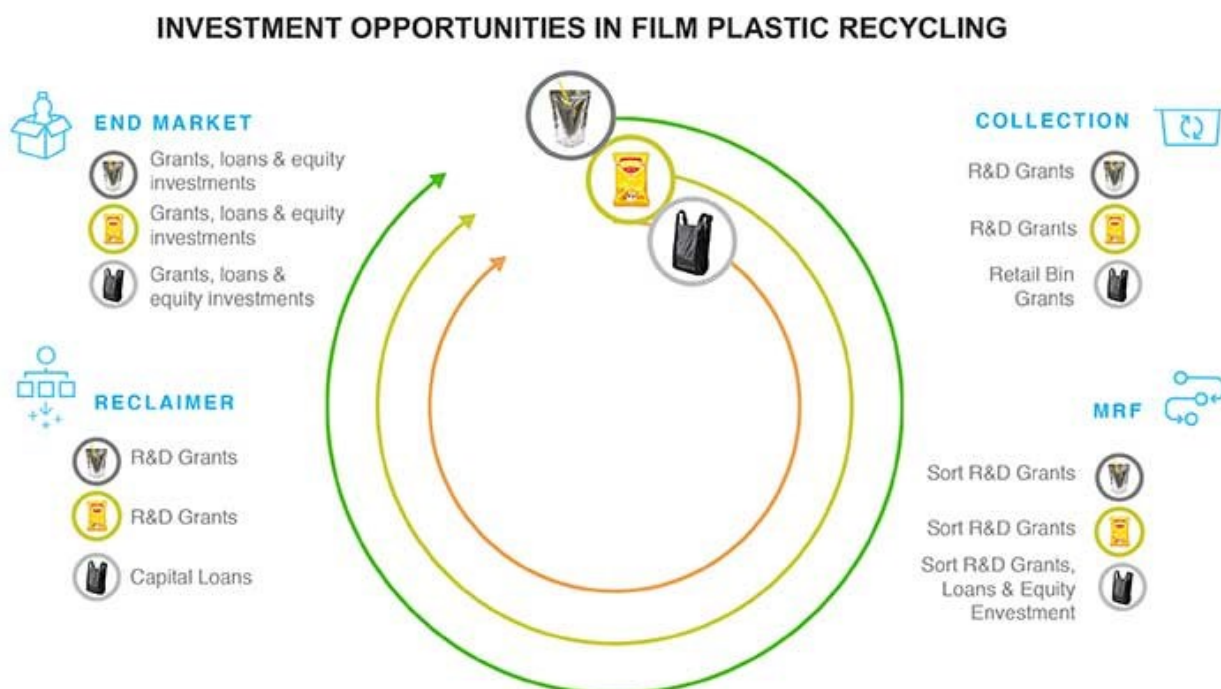 INVESTMENT OPPORTUNITIES IN FILM PLASTIC RECYCLING
END MARKET
Grants, loans & equity
investments
Grants, loans & equity
investments
Grants, loans &
equity investments
RECLAIMER
R&D Grants
R&D Grants
Capital Loans
COLLECTION
R&D Grants
R&D Grants
Retail Bin
Grants
MRF
Sort R&D Grants
Sort R&D Grants
Sort R&D Grants,
Loans & Equity
Envestment